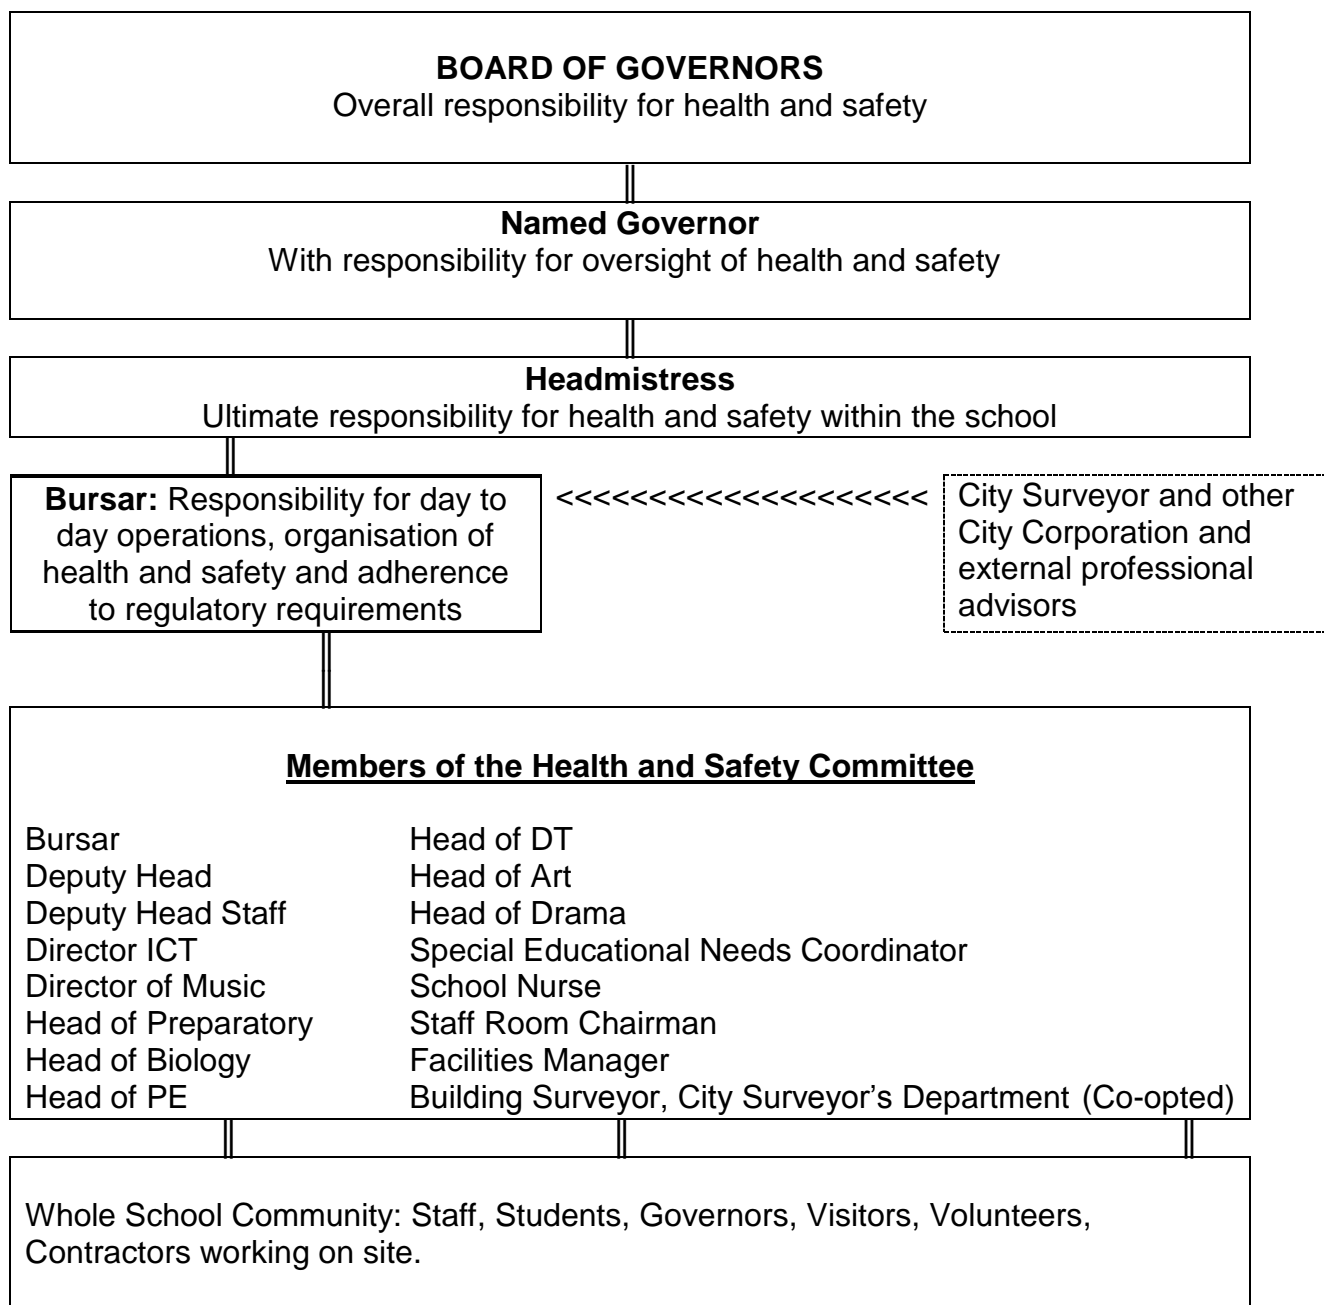 BOARD OF GOVERNORS
Overall responsibility for health and safety
Named Governor
With responsibility for oversight of health and safety
Headmistress
Ultimate responsibility for health and safety within the school
Bursar: Responsibility for day to
day operations, organisation of
health and safety and adherence
to regulatory requirements
<<<<<<<<<<<<<<<<<<<<
City Surveyor and other
City Corporation and
external professional
advisors
Members of the Health and Safety Committee
Bursar
Deputy Head
Deputy Head Staff
Director ICT
Director of Music
Head of Preparatory
Head of Biology
Head of PE
Head of DT
Head of Art
Head of Drama
Special Educational Needs Coordinator
School Nurse
Staff Room Chairman
Facilities Manager
Building Surveyor, City Surveyor’s Department (Co-opted)
Whole School Community: Staff, Students, Governors, Visitors, Volunteers,
Contractors working on site.